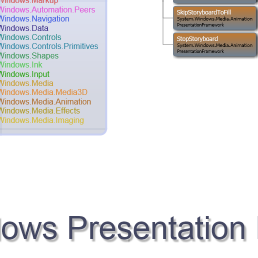 Windows.Markup
Windows.Automation.Peers
Windows.Navigation
Windows.Data
Windows.Controls
Windows.Controls.Primitives
Windows.Shapes
Windows.Ink
Windows.Input
Windows.Media
Windows.Media.Media3D
Windows.Media.Animation
Windows.Media.Effects
Windows.Media.Imaging
SkipStoryboardToFill
System.Windows.Media.Animation
PresentationFramework
StopStoryboard
System.Windows.Media.Animation
PresentationFramework
dows Presentation